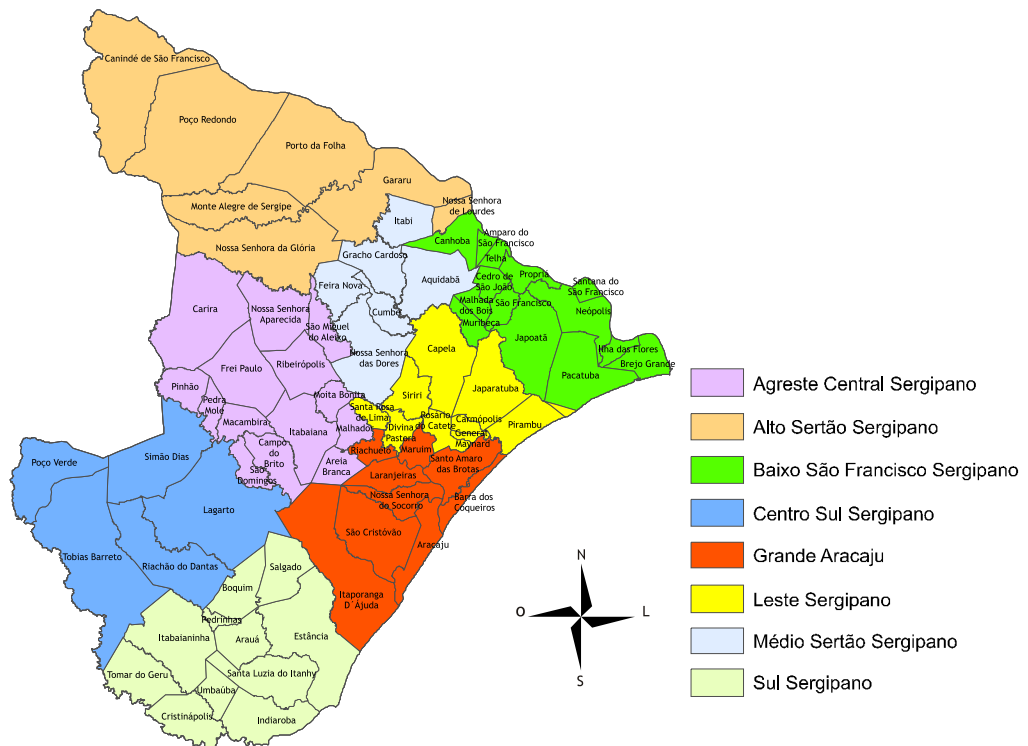 Canindé de São Francisco
Poço Redondo
Porto da Folha
Gararu
Monte Alegre de Sergipe
Nossa Senhora
de Lourdes
Itabi
Nossa Senhora da Glória
Canhoba
Amparo do
São Francisco
Gracho Cardoso
Telha
Aquidabã
Cedro de
São João
Propriá
Santana do
São Francisco
Feira Nova
Carira
Nossa Senhora
Aparecida
Cumbe
Malhada
dos Bois
São Francisco
Neópolis
São Miguel
do Aleixo
Muribeça
Japoatã
Capela
Ilha das Flores
Nossa Senhora
das Dores
Brejo Grande
Frei Paulo
Ribeirópolis
Pacatuba
Pinhão
Japaratuba
Pedra
Mole
Moita Bonita
Siriri
Santa Rosa
de Lima
Macambira
Itabaiana
Malhado
Divina
Pastora
Rosário
do Catete
Carmópolis
General
Maynard
Pirambu
Poço Verde
Simão Dias
Campo
do
Brito
São
Domingos
Areia
Branca
Riachuelo
Maruim
Santo Amaro
das Brotas
Laranjeiras
Nossa Senhora
do Socorro
Barra dos
Coqueiros
Lagarto
São Cristóvão
Aracaju
Tobias Barreto
Riachão do Dantas
Salgado
Boquim
Itaporanga
D´Ájuda
Pedrinhas
Itabaianinha
Arauá
Estância
Tomar do Geru
Santa Luzia do Itanhy
Umbaúba
Cristinápolis
Indiaroba
N
O
L
S
Agreste Central Sergipano
Alto Sertão Sergipano
Baixo São Francisco Sergipano
Centro Sul Sergipano
Grande Aracaju
Leste Sergipano
Médio Sertão Sergipano
Sul Sergipano